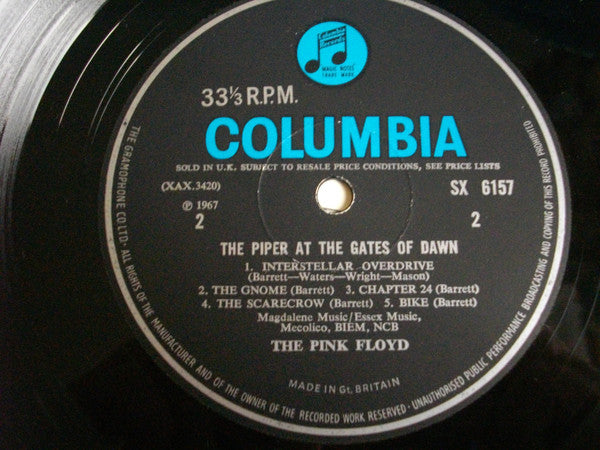 Columbia Records
MAGIC NOTES
TRADE MARK
33⅓ R.P.M.
COLUMBIA
SOLD IN U.K. SUBJECT TO RESALE PRICE CONDITIONS, SEE PRICE LISTS
(XAX.3420) SX 6157
℗ 1967
2 2
THE PIPER AT THE GATES OF DAWN
1. INTERSTELLAR OVERDRIVE
(Barrett—Waters—Wright—Mason)
2. THE GNOME (Barrett) 3. CHAPTER 24 (Barrett)
4. THE SCARECROW (Barrett) 5. BIKE (Barrett)
Magdalene Music/Essex Music,
Mecolico, BIEM, NCB
THE PINK FLOYD
MADE IN Gt. BRITAIN
THE GRAMOPHONE CO. LTD. · ALL RIGHTS OF THE MANUFACTURER AND OF THE OWNER OF THE RECORDED WORK RESERVED · UNAUTHORISED PUBLIC PERFORMANCE BROADCASTING AND COPYING OF THIS RECORD PROHIBITED